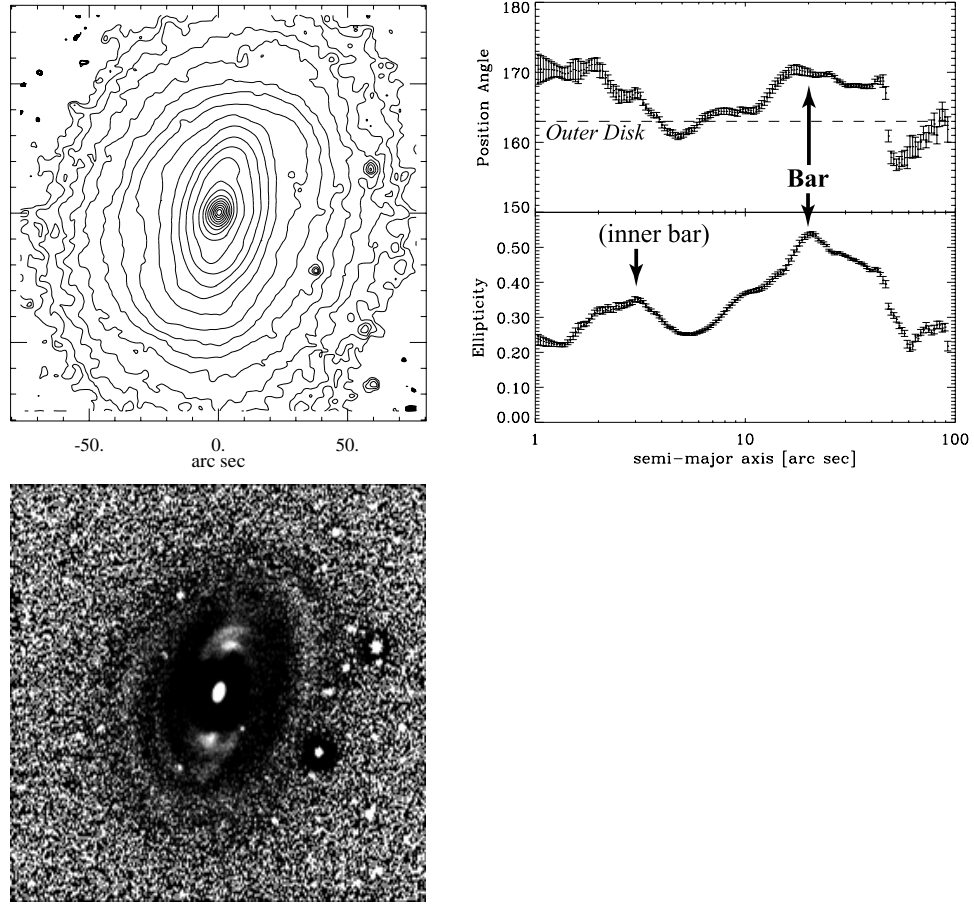 -50.
0.
50.
arc sec
180
170
160
150
Position Angle
Outer Disk
Bar
(inner bar)
0.50
0.40
0.30
0.20
0.10
0.00
Ellipticity
1
10
100
semi-major axis [arc sec]